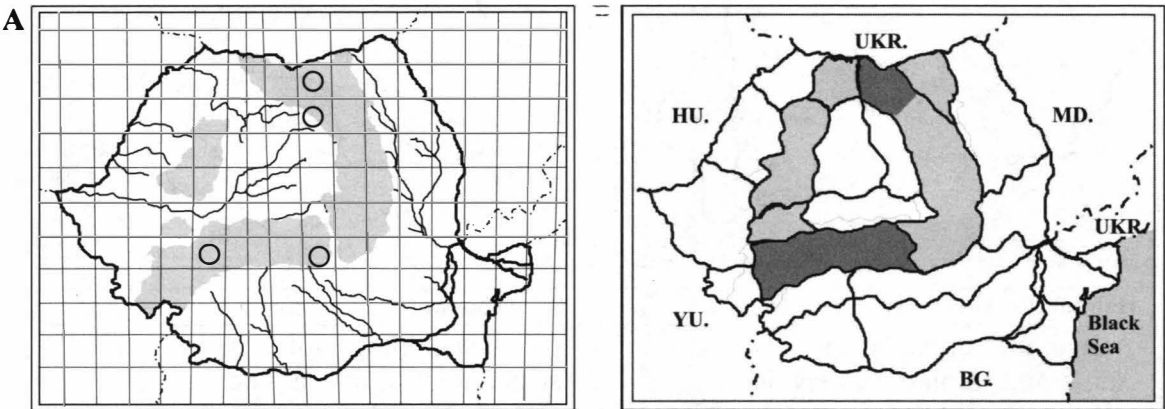 A
=
UKR.
HU.
MD.
UKR.
YU.
Black
Sea
BG.